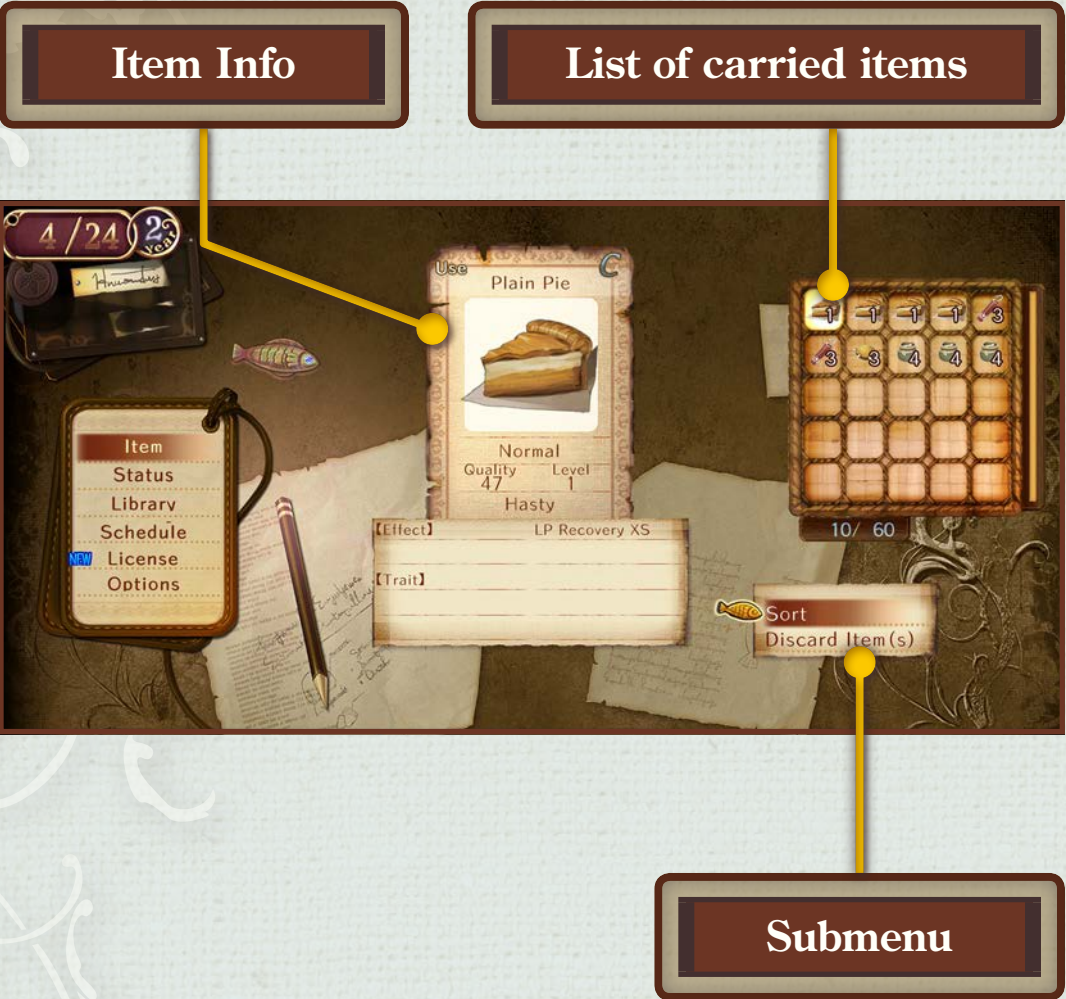 Item Info
List of carried items
4/24 2
Year
Use C
Plain Pie
Normal
Quality Level
47 1
Hasty
【Effect】 LP Recovery XS
【Trait】
Item
Status
Library
Schedule
NEW License
Options
1 1 1 1 3
3 3 4 4 4
10/ 60
Sort
Discard Item(s)
Submenu